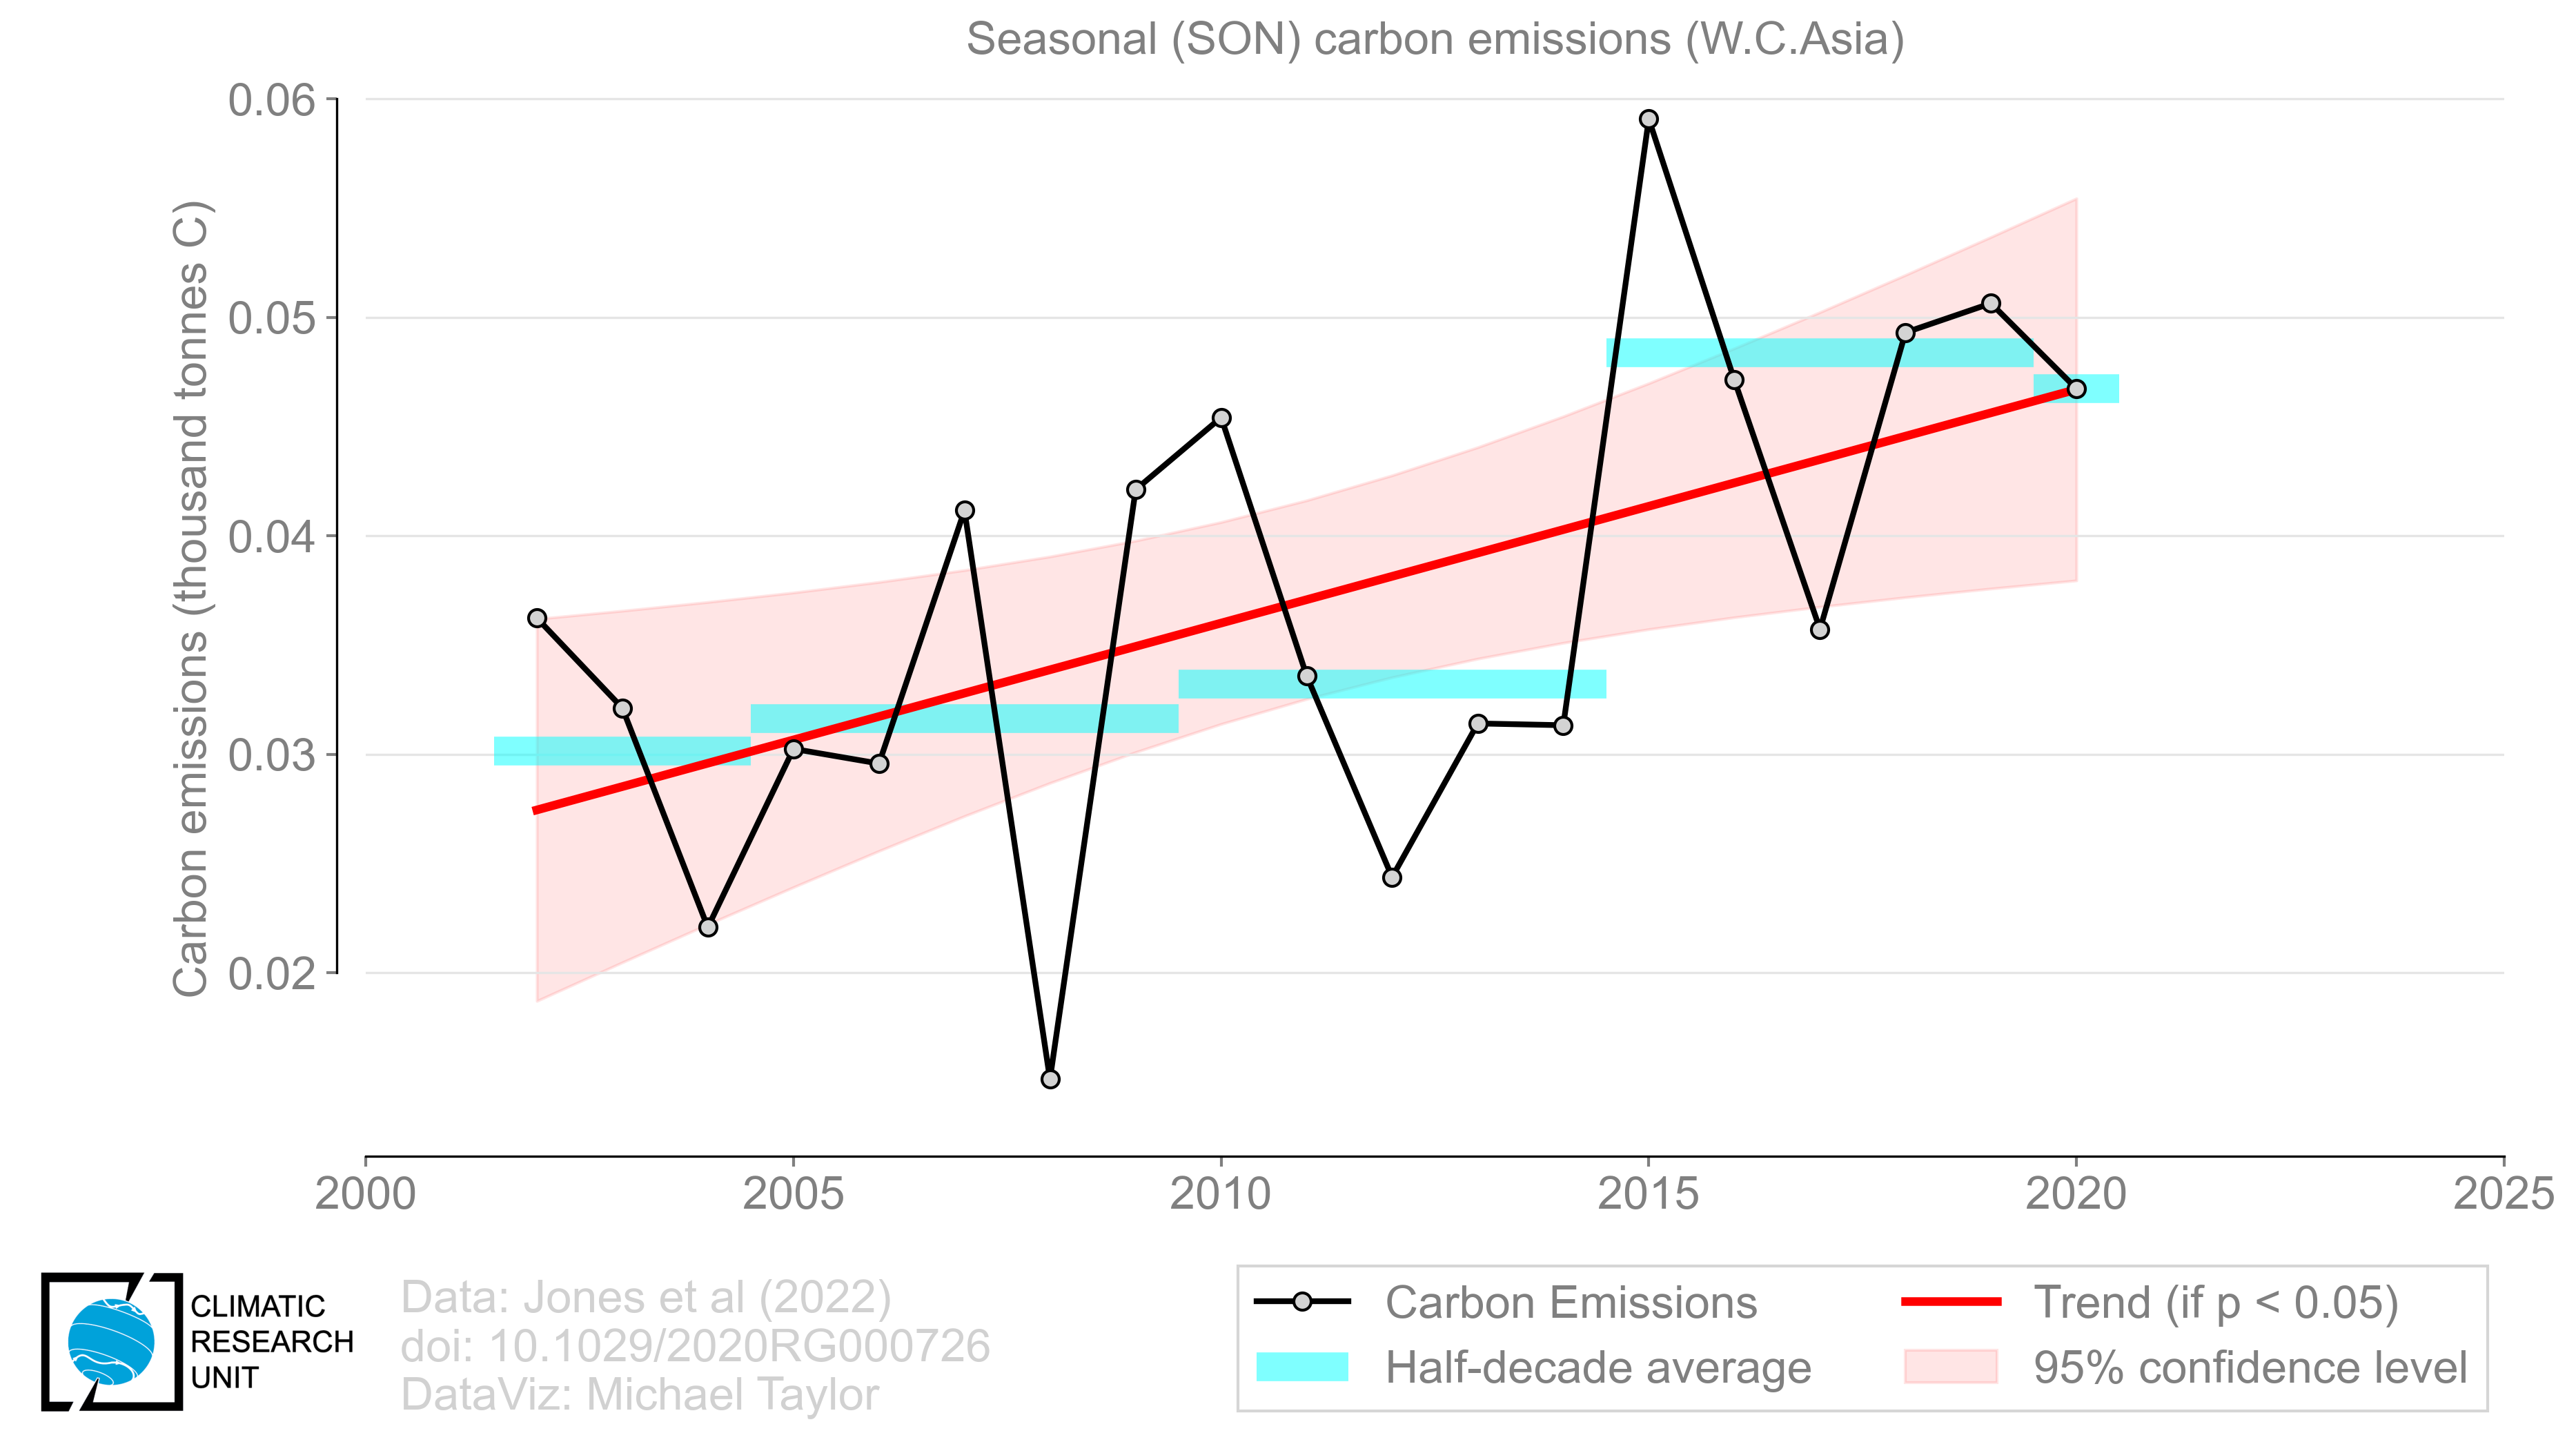 Seasonal (SON) carbon emissions (W.C.Asia)
Carbon emissions (thousand tonnes C)
0.06
0.05
0.04
0.03
0.02
2000 2005 2010 2015 2020 2025
CLIMATIC
RESEARCH
UNIT
Data: Jones et al (2022)
doi: 10.1029/2020RG000726
DataViz: Michael Taylor
Carbon Emissions
Half-decade average
Trend (if p < 0.05)
95% confidence level